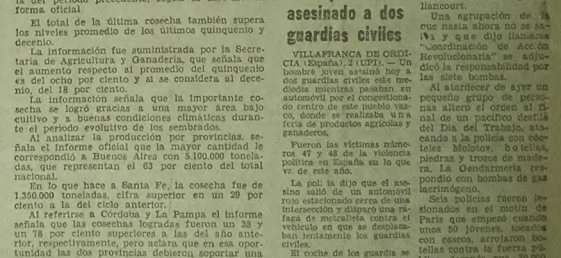 forma oficial
El total de la última cosecha también supera
los niveles promedio de los últimos quinquenio y
decenio.
La información fue suministrada por la Secre-
taría de Agricultura y Ganadería, que señala que
el aumento respecto al promedio del quinquenio
es del ocho por ciento y si se considera al dece-
nio, del 18 por ciento.
La información señala que la importante co-
secha se logró gracias a una mayor área bajo
cultivo y a buenas condiciones climáticas duran-
te el período evolutivo de los sembrados.
Al analizar la producción por provincias, se-
ñala el informe oficial que la mayor cantidad le
correspondió a Buenos Aires con 5.100.000 tonela-
das, que representan el 63 por ciento del total
nacional.
En lo que hace a Santa Fe, la cosecha fue de
1.350.000 toneladas, cifra superior en un 29 por
ciento a la del ciclo anterior.
Al referirse a Córdoba y La Pampa el informe
señala que las cosechas logradas fueron un 38 y
un 78 por ciento superiores a las del año ante-
rior, respectivamente, pero aclara que en esa opor-
tunidad las dos provincias debieron soportar una
asesinado a dos
guardias civiles
VILLAFRANCA DE ORDI-
CIA (España), 2 (UPI). — Un
hombre joven asesinó hoy a
dos guardias civiles este me-
diodía mientras pasaban en
automóvil por el congestiona-
do centro de este pueblo vas-
co, donde se realizaba una
feria de productos agrícolas y
ganaderos.
Fueron las víctimas núme-
ros 47 y 48 de la violencia
política en España en lo que
va de este año.
La policía dijo que el ase-
sino salió de un automóvil
rojo estacionado cerca de una
intersección y disparó una rá-
faga de metralleta contra el
vehículo en que se desplaza-
ban lentamente los guardias
civiles.
El coche de los guardias se
llancourt.
Una agrupación de la
que hasta ahora no se sa-
bía y que dijo llamarse
"Coordinación de Acción
Revolucionaria" se adju-
dicó la responsabilidad por
las siete bombas.
Al atardecer de ayer un
pequeño grupo de perso-
nas alteró el orden al fi-
nal de un pacífico desfile
del Día del Trabajo, ata-
cando a la policía con cóc-
teles Molotov, botellas,
piedras y trozos de made-
ra. La Gendarmería res-
pondió con bombas de gas
lacrimógeno.
Seis policías fueron le-
sionados en el motín de
París que empezó cuando
unos 50 jóvenes, tocados
con cascos, arrojaron bo-
tellas contra la fuerza pú-